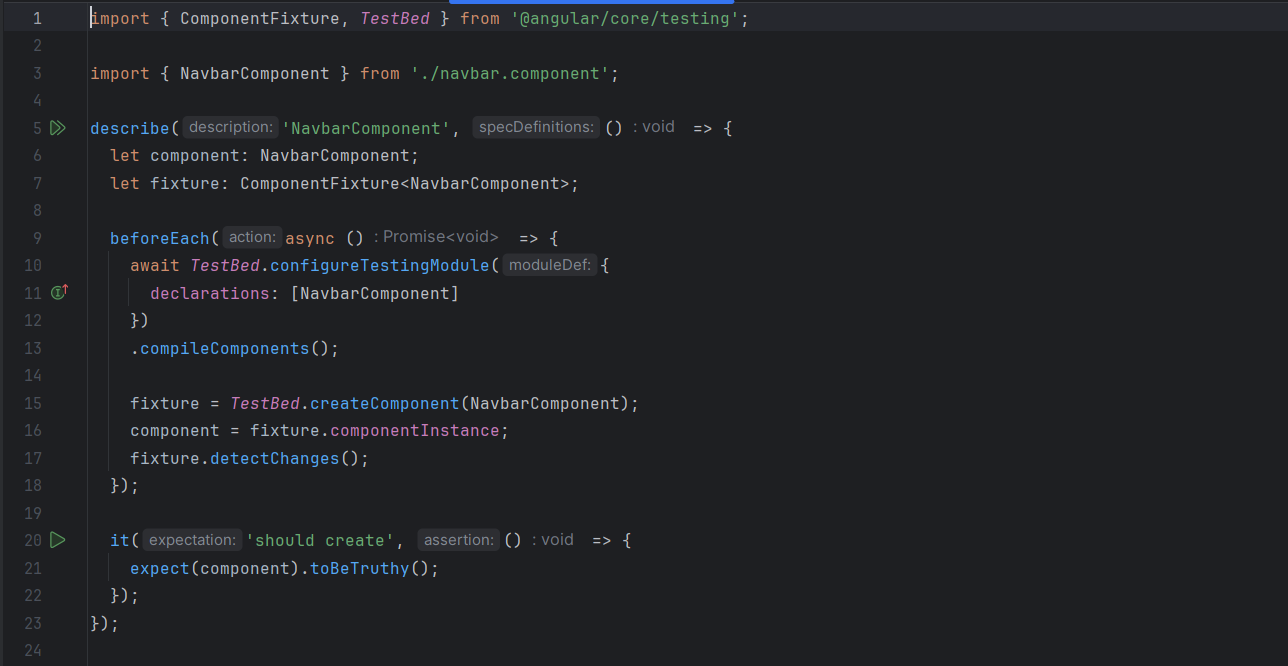 1 import { ComponentFixture, TestBed } from '@angular/core/testing';
2
3 import { NavbarComponent } from './navbar.component';
4
5 describe( description: 'NavbarComponent', specDefinitions: () : void => {
6 let component: NavbarComponent;
7 let fixture: ComponentFixture<NavbarComponent>;
8
9 beforeEach( action: async () : Promise<void> => {
10 await TestBed.configureTestingModule( moduleDef: {
11 declarations: [NavbarComponent]
12 })
13 .compileComponents();
14
15 fixture = TestBed.createComponent(NavbarComponent);
16 component = fixture.componentInstance;
17 fixture.detectChanges();
18 });
19
20 it( expectation: 'should create', assertion: () : void => {
21 expect(component).toBeTruthy();
22 });
23 });
24